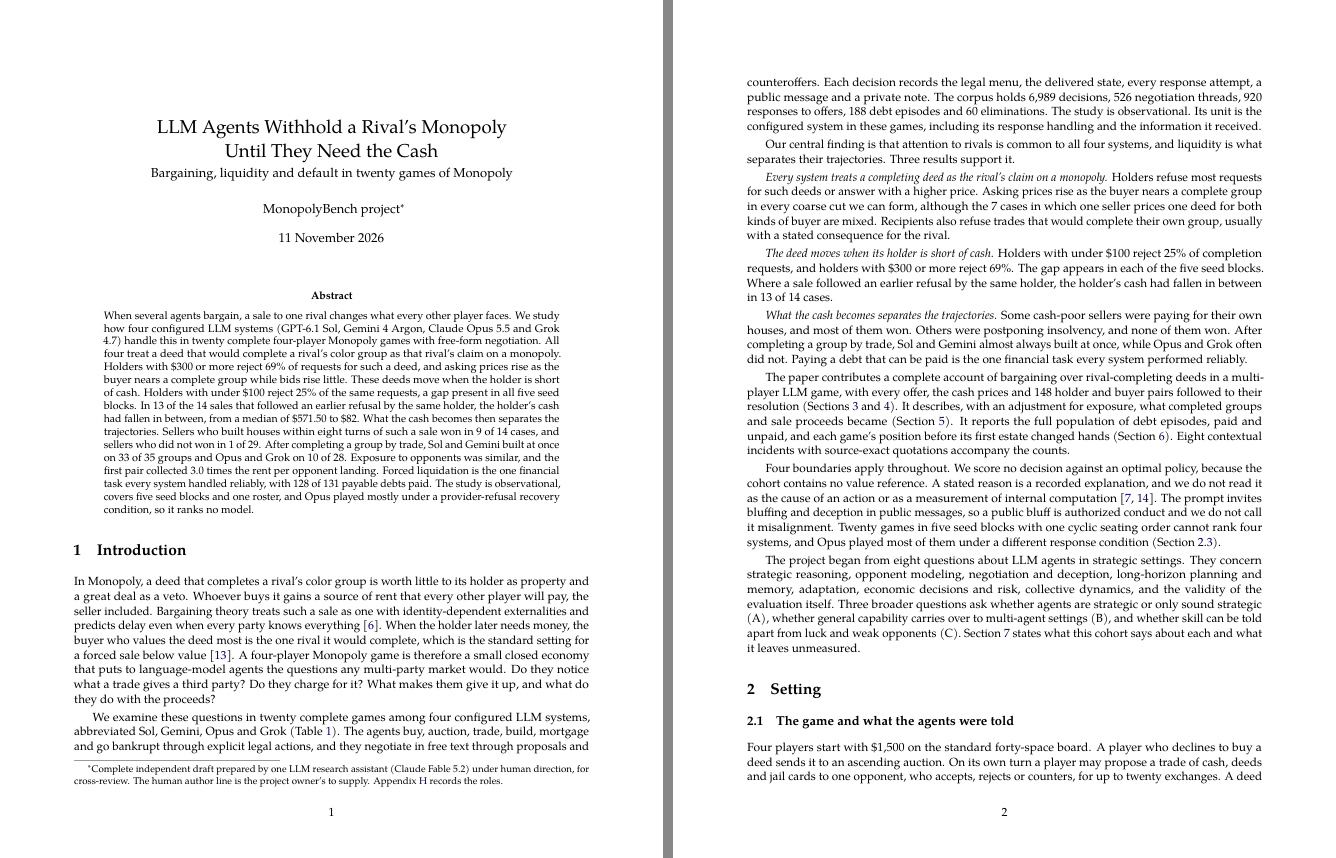 LLM Agents Withhold a Rival's Monopoly
Until They Need the Cash
Bargaining, liquidity and default in twenty games of Monopoly
MonopolyBench project*
11 November 2026
Abstract
When several agents bargain, a sale to one rival changes what every other player faces. We study
how four configured LLM systems (GPT-6.1 Sol, Gemini 4 Argon, Claude Opus 5.5 and Grok
4.7) handle this in twenty complete four-player Monopoly games with free-form negotiation. All
four treat a deed that would complete a rival's color group as that rival's claim on a monopoly.
Holders with $300 or more reject 69% of requests for such a deed, and asking prices rise as the
buyer nears a complete group while bids rise little. These deeds move when the holder is short
of cash. Holders with under $100 reject 25% of the same requests, a gap present in all five seed
blocks. In 13 of the 14 sales that followed an earlier refusal by the same holder, the holder's cash
had fallen in between, from a median of $571.50 to $82. What the cash becomes then separates the
trajectories. Sellers who built houses within eight turns of such a sale won in 9 of 14 cases, and
sellers who did not won in 1 of 29. After completing a group by trade, Sol and Gemini built at once
on 33 of 35 groups and Opus and Grok on 10 of 28. Exposure to opponents was similar, and the
first pair collected 3.0 times the rent per opponent landing. Forced liquidation is the one financial
task every system handled reliably, with 128 of 131 payable debts paid. The study is observational,
covers five seed blocks and one roster, and Opus played mostly under a provider-refusal recovery
condition, so it ranks no model.
1 Introduction
In Monopoly, a deed that completes a rival's color group is worth little to its holder as property and
a great deal as a veto. Whoever buys it gains a source of rent that every other player will pay, the
seller included. Bargaining theory treats such a sale as one with identity-dependent externalities and
predicts delay even when every party knows everything [6]. When the holder later needs money, the
buyer who values the deed most is the one rival it would complete, which is the standard setting for
a forced sale below value [13]. A four-player Monopoly game is therefore a small closed economy
that puts to language-model agents the questions any multi-party market would. Do they notice
what a trade gives a third party? Do they charge for it? What makes them give it up, and what do
they do with the proceeds?
We examine these questions in twenty complete games among four configured LLM systems,
abbreviated Sol, Gemini, Opus and Grok (Table 1). The agents buy, auction, trade, build, mortgage
and go bankrupt through explicit legal actions, and they negotiate in free text through proposals and
*Complete independent draft prepared by one LLM research assistant (Claude Fable 5.2) under human direction, for
cross-review. The human author line is the project owner's to supply. Appendix H records the roles.
1
counteroffers. Each decision records the legal menu, the delivered state, every response attempt, a
public message and a private note. The corpus holds 6,989 decisions, 526 negotiation threads, 920
responses to offers, 188 debt episodes and 60 eliminations. The study is observational. Its unit is the
configured system in these games, including its response handling and the information it received.
Our central finding is that attention to rivals is common to all four systems, and liquidity is what
separates their trajectories. Three results support it.
Every system treats a completing deed as the rival's claim on a monopoly. Holders refuse most requests
for such deeds or answer with a higher price. Asking prices rise as the buyer nears a complete group
in every coarse cut we can form, although the 7 cases in which one seller prices one deed for both
kinds of buyer are mixed. Recipients also refuse trades that would complete their own group, usually
with a stated consequence for the rival.
The deed moves when its holder is short of cash. Holders with under $100 reject 25% of completion
requests, and holders with $300 or more reject 69%. The gap appears in each of the five seed blocks.
Where a sale followed an earlier refusal by the same holder, the holder's cash had fallen in between
in 13 of 14 cases.
What the cash becomes separates the trajectories. Some cash-poor sellers were paying for their own
houses, and most of them won. Others were postponing insolvency, and none of them won. After
completing a group by trade, Sol and Gemini almost always built at once, while Opus and Grok often
did not. Paying a debt that can be paid is the one financial task every system performed reliably.
The paper contributes a complete account of bargaining over rival-completing deeds in a multi-
player LLM game, with every offer, the cash prices and 148 holder and buyer pairs followed to their
resolution (Sections 3 and 4). It describes, with an adjustment for exposure, what completed groups
and sale proceeds became (Section 5). It reports the full population of debt episodes, paid and
unpaid, and each game's position before its first estate changed hands (Section 6). Eight contextual
incidents with source-exact quotations accompany the counts.
Four boundaries apply throughout. We score no decision against an optimal policy, because the
cohort contains no value reference. A stated reason is a recorded explanation, and we do not read it
as the cause of an action or as a measurement of internal computation [7, 14]. The prompt invites
bluffing and deception in public messages, so a public bluff is authorized conduct and we do not call
it misalignment. Twenty games in five seed blocks with one cyclic seating order cannot rank four
systems, and Opus played most of them under a different response condition (Section 2.3).
The project began from eight questions about LLM agents in strategic settings. They concern
strategic reasoning, opponent modeling, negotiation and deception, long-horizon planning and
memory, adaptation, economic decisions and risk, collective dynamics, and the validity of the
evaluation itself. Three broader questions ask whether agents are strategic or only sound strategic
(A), whether general capability carries over to multi-agent settings (B), and whether skill can be told
apart from luck and weak opponents (C). Section 7 states what this cohort says about each and what
it leaves unmeasured.
2 Setting
2.1 The game and what the agents were told
Four players start with $1,500 on the standard forty-space board. A player who declines to buy a
deed sends it to an ascending auction. On its own turn a player may propose a trade of cash, deeds
and jail cards to one opponent, who accepts, rejects or counters, for up to twenty exchanges. A deed
2